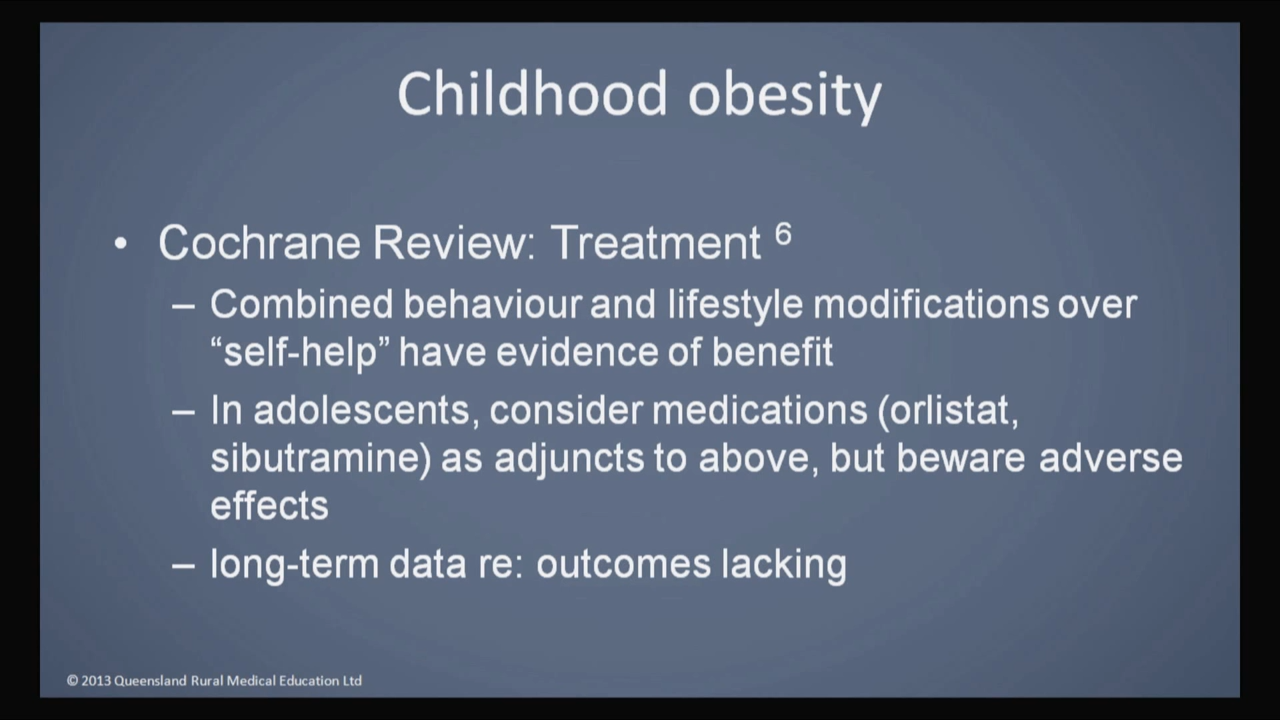 Childhood obesity
• Cochrane Review: Treatment ⁶
– Combined behaviour and lifestyle modifications over
“self-help” have evidence of benefit
– In adolescents, consider medications (orlistat,
sibutramine) as adjuncts to above, but beware adverse
effects
– long-term data re: outcomes lacking
© 2013 Queensland Rural Medical Education Ltd